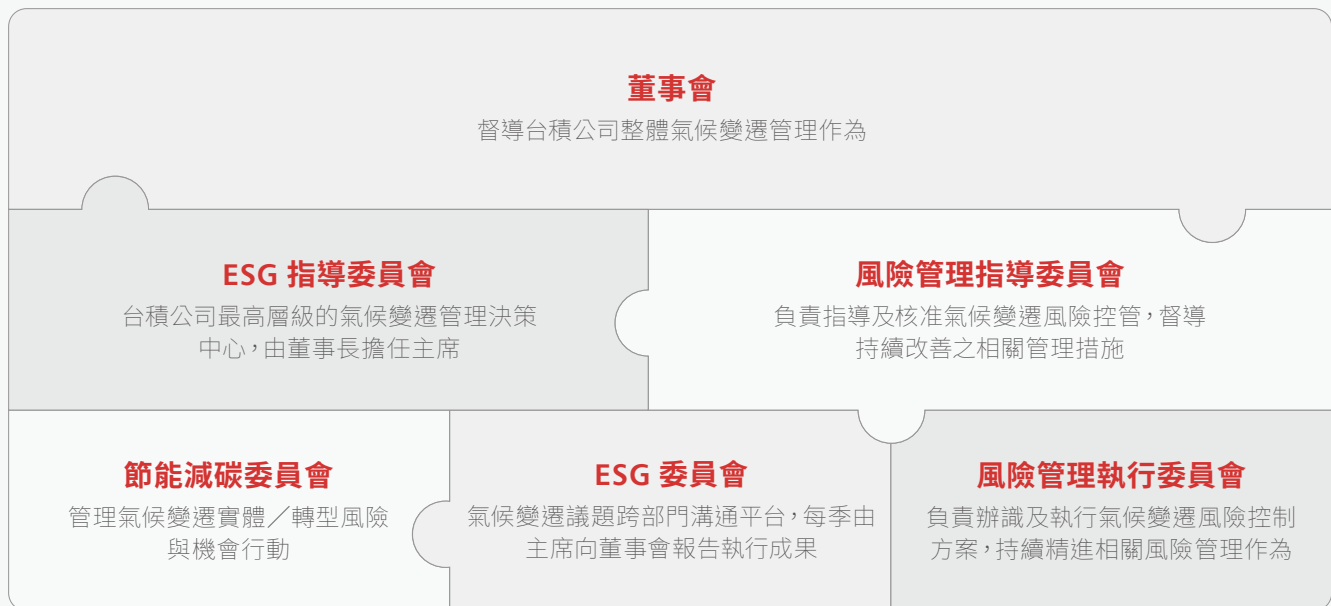 董事會
督導台積公司整體氣候變遷管理作為
ESG 指導委員會
台積公司最高層級的氣候變遷管理決策
中心，由董事長擔任主席
風險管理指導委員會
負責指導及核准氣候變遷風險控管，督導
持續改善之相關管理措施
節能減碳委員會
管理氣候變遷實體／轉型風險
與機會行動
ESG 委員會
氣候變遷議題跨部門溝通平台，每季由
主席向董事會報告執行成果
風險管理執行委員會
負責辨識及執行氣候變遷風險控制
方案，持續精進相關風險管理作為